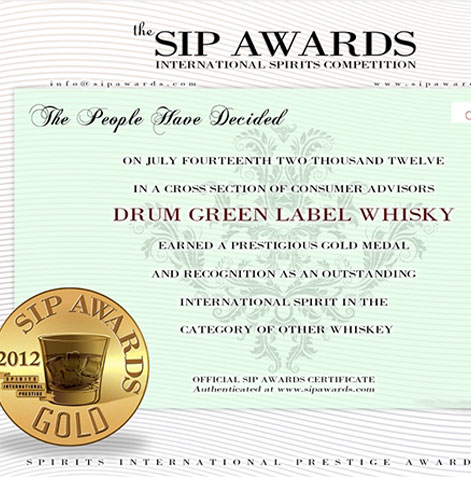 the
SIP AWARDS
INTERNATIONAL SPIRITS COMPETITION
info@sipawards.com
www.sipawa
The People Have Decided
ON JULY FOURTEENTH TWO THOUSAND TWELVE
IN A CROSS SECTION OF CONSUMER ADVISORS
DRUM GREEN LABEL WHISKY
EARNED A PRESTIGIOUS GOLD MEDAL
AND RECOGNITION AS AN OUTSTANDING
INTERNATIONAL SPIRIT IN THE
CATEGORY OF OTHER WHISKEY
SIP AWARDS
2012
SPIRITS
INTERNATIONAL
PRESTIGE
GOLD
OFFICIAL SIP AWARDS CERTIFICATE
Authenticated at www.sipawards.com
SPIRITS INTERNATIONAL PRESTIGE AWARD